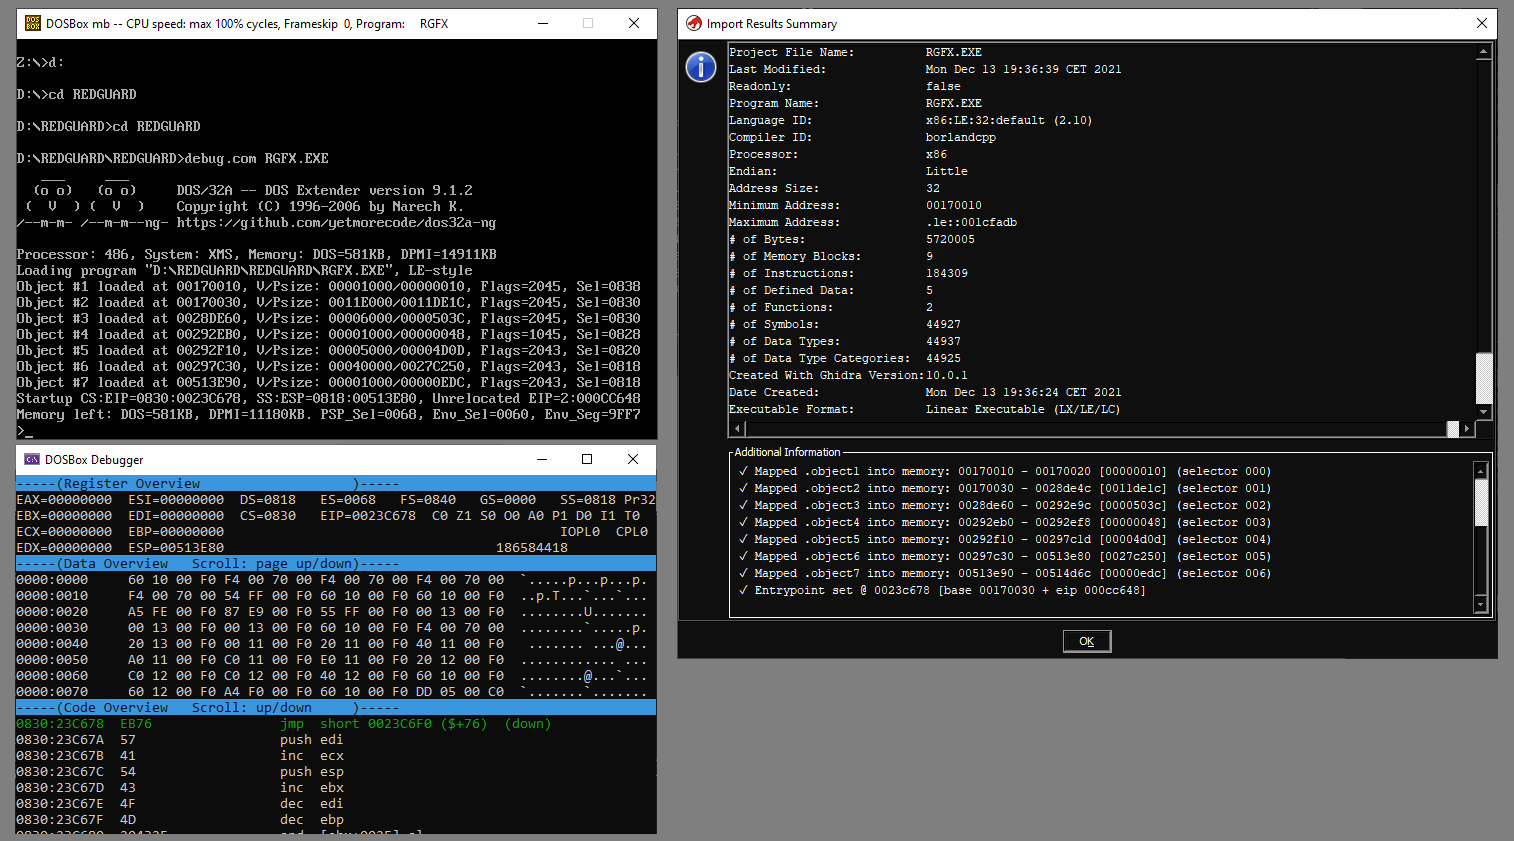 DOSBox mb -- CPU speed: max 100% cycles, Frameskip 0, Program: RGFX
Z:\>d:
D:\>cd REDGUARD
D:\REDGUARD>cd REDGUARD
D:\REDGUARD\REDGUARD>debug.com RGFX.EXE
(o o) (o o) DOS/32A -- DOS Extender version 9.1.2
( V ) ( V ) Copyright (C) 1996-2006 by Narech K.
/--m-m- /--m-m--ng- https://github.com/yetmorecode/dos32a-ng
Processor: 486, System: XMS, Memory: DOS=581KB, DPMI=14911KB
Loading program "D:\REDGUARD\REDGUARD\RGFX.EXE", LE-style
Object #1 loaded at 00170010, V/Psize: 00001000/00000010, Flags=2045, Sel=0838
Object #2 loaded at 00170030, V/Psize: 0011E000/0011DE1C, Flags=2045, Sel=0830
Object #3 loaded at 0028DE60, V/Psize: 00006000/0000503C, Flags=2045, Sel=0830
Object #4 loaded at 00292EB0, V/Psize: 00001000/00000048, Flags=1045, Sel=0828
Object #5 loaded at 00292F10, V/Psize: 00005000/00004D0D, Flags=2043, Sel=0820
Object #6 loaded at 00297C30, V/Psize: 00040000/0027C250, Flags=2043, Sel=0818
Object #7 loaded at 00513E90, V/Psize: 00001000/00000EDC, Flags=2043, Sel=0818
Startup CS:EIP=0830:0023C678, SS:ESP=0818:00513E80, Unrelocated EIP=2:000CC648
Memory left: DOS=581KB, DPMI=11180KB. PSP_Sel=0068, Env_Sel=0060, Env_Seg=9FF7
>_
DOSBox Debugger
-----(Register Overview )-----
EAX=00000000 ESI=00000000 DS=0818 ES=0068 FS=0840 GS=0000 SS=0818 Pr32
EBX=00000000 EDI=00000000 CS=0830 EIP=0023C678 C0 Z1 S0 O0 A0 P1 D0 I1 T0
ECX=00000000 EBP=00000000 IOPL0 CPL0
EDX=00000000 ESP=00513E80 186584418
-----(Data Overview Scroll: page up/down)-----
0000:0000 60 10 00 F0 F4 00 70 00 F4 00 70 00 F4 00 70 00 `.....p...p...p.
0000:0010 F4 00 70 00 54 FF 00 F0 60 10 00 F0 60 10 00 F0 ..p.T...`...`...
0000:0020 A5 FE 00 F0 87 E9 00 F0 55 FF 00 F0 00 13 00 F0 ........U.......
0000:0030 00 13 00 F0 00 13 00 F0 60 10 00 F0 F4 00 70 00 ........`.....p.
0000:0040 20 13 00 F0 00 11 00 F0 20 11 00 F0 40 11 00 F0 ....... ...@...
0000:0050 A0 11 00 F0 C0 11 00 F0 E0 11 00 F0 20 12 00 F0 ............ ...
0000:0060 C0 12 00 F0 C0 12 00 F0 40 12 00 F0 60 10 00 F0 ........@...`...
0000:0070 60 12 00 F0 A4 F0 00 F0 60 10 00 F0 DD 05 00 C0 `.......`.......
-----(Code Overview Scroll: up/down )-----
0830:23C678 EB76 jmp short 0023C6F0 ($+76) (down)
0830:23C67A 57 push edi
0830:23C67B 41 inc ecx
0830:23C67C 54 push esp
0830:23C67D 43 inc ebx
0830:23C67E 4F dec edi
0830:23C67F 4D dec ebp
Import Results Summary
Project File Name: RGFX.EXE
Last Modified: Mon Dec 13 19:36:39 CET 2021
Readonly: false
Program Name: RGFX.EXE
Language ID: x86:LE:32:default (2.10)
Compiler ID: borlandcpp
Processor: x86
Endian: Little
Address Size: 32
Minimum Address: 00170010
Maximum Address: .le::001cfadb
# of Bytes: 5720005
# of Memory Blocks: 9
# of Instructions: 184309
# of Defined Data: 5
# of Functions: 2
# of Symbols: 44927
# of Data Types: 44937
# of Data Type Categories: 44925
Created With Ghidra Version: 10.0.1
Date Created: Mon Dec 13 19:36:24 CET 2021
Executable Format: Linear Executable (LX/LE/LC)
Additional Information
✓ Mapped .object1 into memory: 00170010 - 00170020 [00000010] (selector 000)
✓ Mapped .object2 into memory: 00170030 - 0028de4c [0011de1c] (selector 001)
✓ Mapped .object3 into memory: 0028de60 - 00292e9c [0000503c] (selector 002)
✓ Mapped .object4 into memory: 00292eb0 - 00292ef8 [00000048] (selector 003)
✓ Mapped .object5 into memory: 00292f10 - 00297c1d [00004d0d] (selector 004)
✓ Mapped .object6 into memory: 00297c30 - 00513e80 [0027c250] (selector 005)
✓ Mapped .object7 into memory: 00513e90 - 00514d6c [00000edc] (selector 006)
✓ Entrypoint set @ 0023c678 [base 00170030 + eip 000cc648]
OK